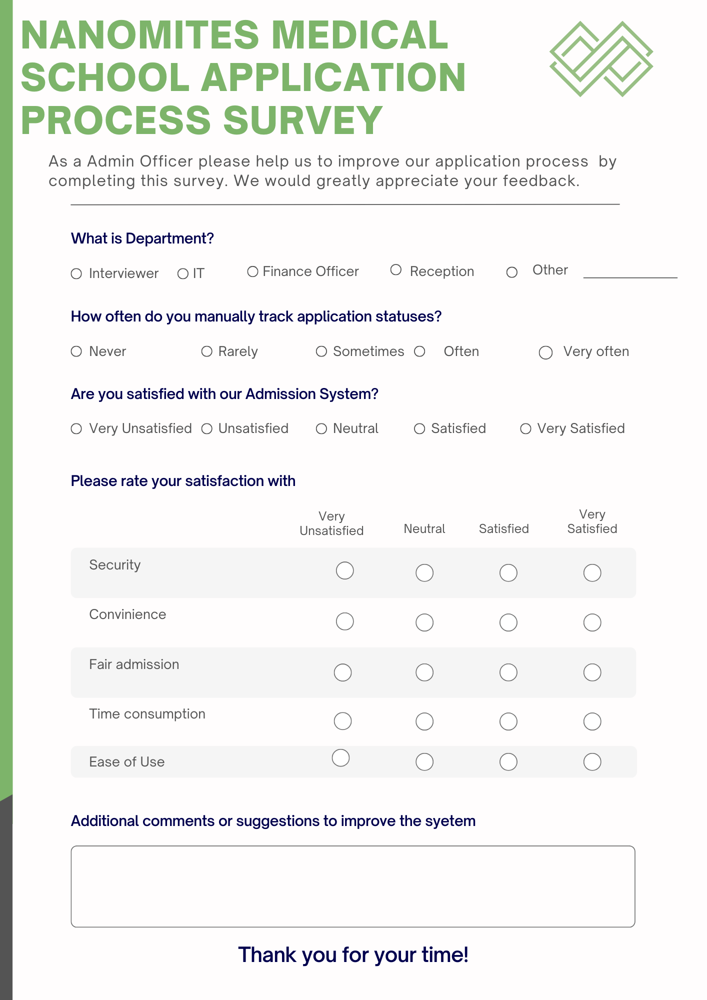 NANOMITES MEDICAL
SCHOOL APPLICATION
PROCESS SURVEY
As a Admin Officer please help us to improve our application process by
completing this survey. We would greatly appreciate your feedback.
What is Department?
Interviewer IT Finance Officer Reception Other
How often do you manually track application statuses?
Never Rarely Sometimes Often Very often
Are you satisfied with our Admission System?
Very Unsatisfied Unsatisfied Neutral Satisfied Very Satisfied
Please rate your satisfaction with
Very Unsatisfied Neutral Satisfied Very Satisfied
Security
Convinience
Fair admission
Time consumption
Ease of Use
Additional comments or suggestions to improve the syetem
Thank you for your time!